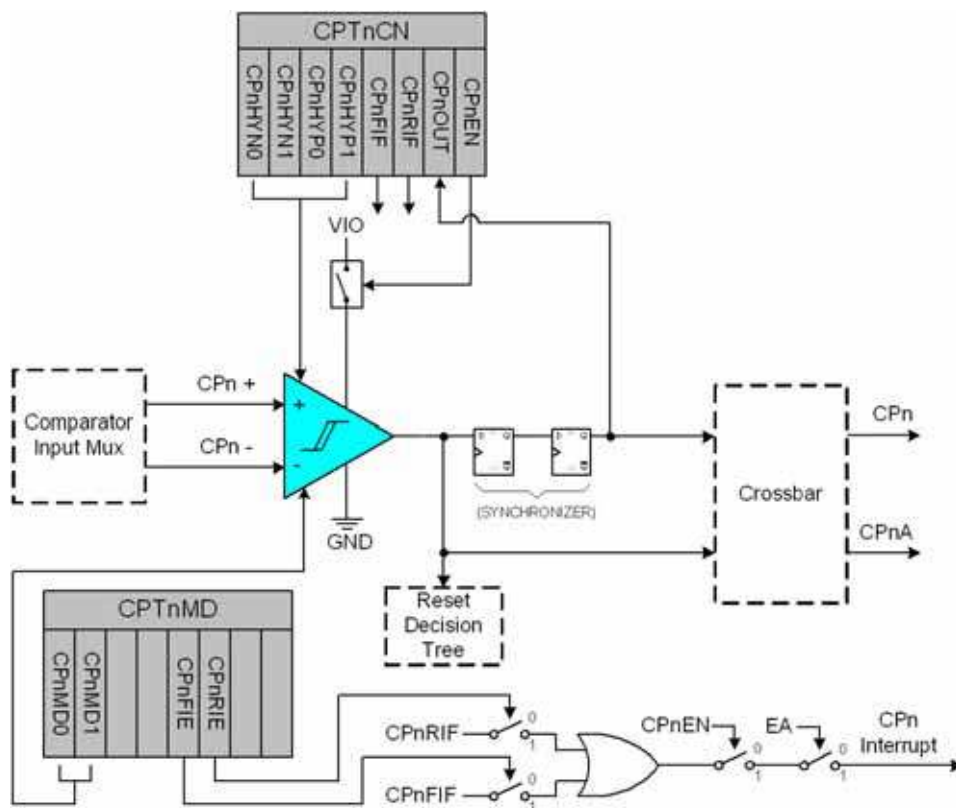 CPTnCN
CPnHYN0
CPnHYN1
CPnHYP0
CPnHYP1
CPnFIF
CPnRIF
CPnOUT
CPnEN
VIO
CPn +
+
Comparator
Input Mux
CPn -
-
GND
D Q
D Q
(SYNCHRONIZER)
Crossbar
CPn
CPnA
Reset
Decision
Tree
CPTnMD
CPnMD0
CPnMD1
CPnFIE
CPnRIE
CPnRIF
0
1
CPnFIF
0
1
CPnEN
0
1
EA
0
1
CPn
Interrupt